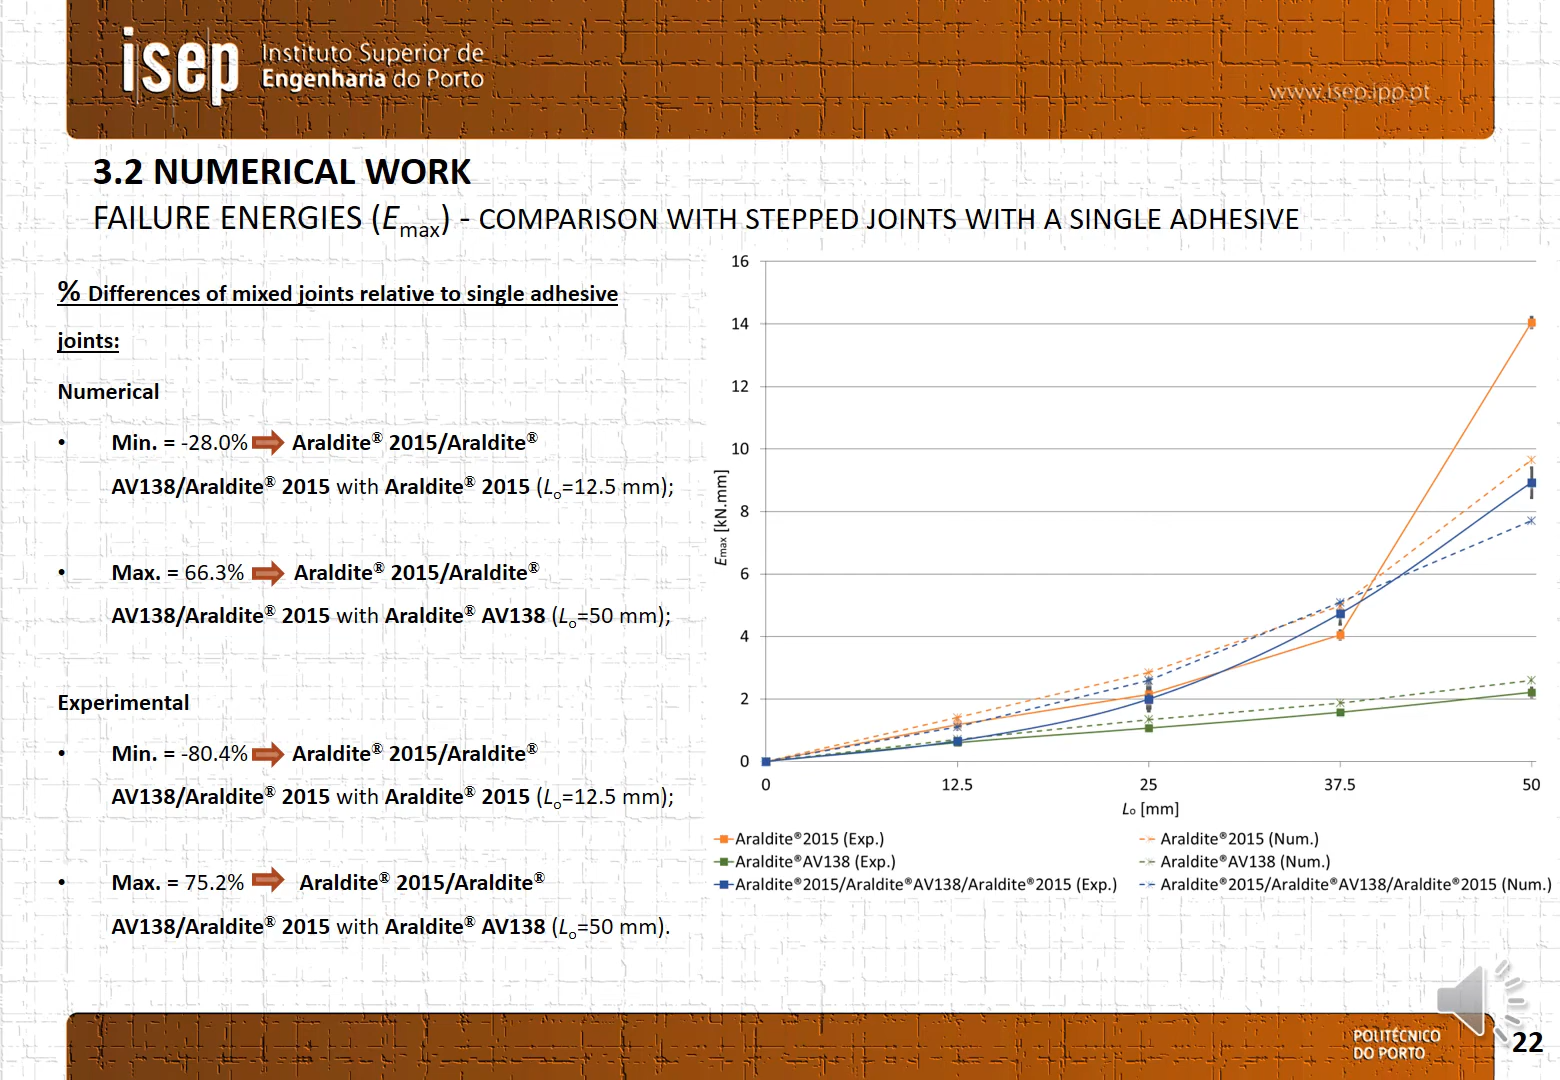 isep Instituto Superior de
Engenharia do Porto
www.isep.ipp.pt
3.2 NUMERICAL WORK
FAILURE ENERGIES (Emax) - COMPARISON WITH STEPPED JOINTS WITH A SINGLE ADHESIVE
% Differences of mixed joints relative to single adhesive
joints:
Numerical
• Min. = -28.0% Araldite® 2015/Araldite®
AV138/Araldite® 2015 with Araldite® 2015 (Lo=12.5 mm);
• Max. = 66.3% Araldite® 2015/Araldite®
AV138/Araldite® 2015 with Araldite® AV138 (Lo=50 mm);
Experimental
• Min. = -80.4% Araldite® 2015/Araldite®
AV138/Araldite® 2015 with Araldite® 2015 (Lo=12.5 mm);
• Max. = 75.2% Araldite® 2015/Araldite®
AV138/Araldite® 2015 with Araldite® AV138 (Lo=50 mm).
16
14
12
10
8
6
4
2
0
Emax [kN.mm]
0 12.5 25 37.5 50
Lo [mm]
Araldite®2015 (Exp.)
Araldite®2015 (Num.)
Araldite®AV138 (Exp.)
Araldite®AV138 (Num.)
Araldite®2015/Araldite®AV138/Araldite®2015 (Exp.)
Araldite®2015/Araldite®AV138/Araldite®2015 (Num.)
POLITÉCNICO
DO PORTO
22